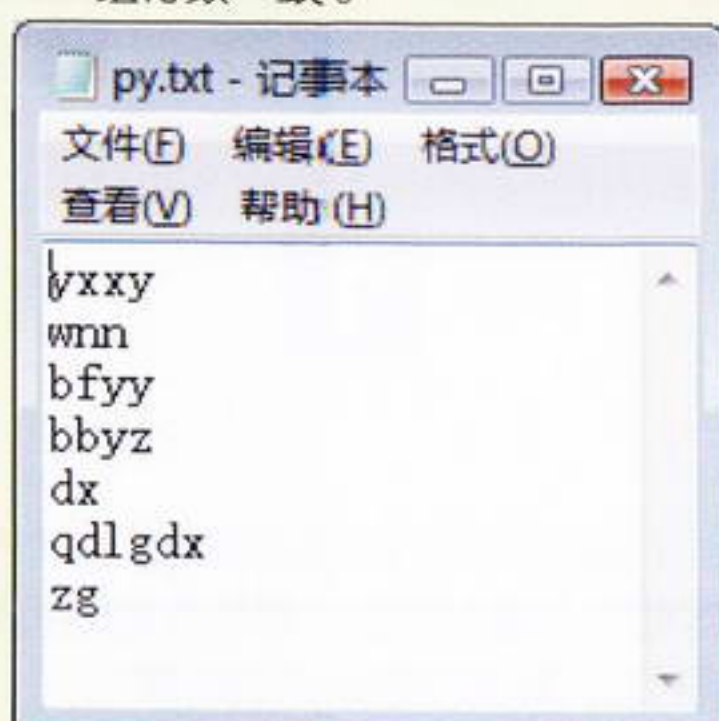 py.txt - 记事本
文件(F) 编辑(E) 格式(O)
查看(V) 帮助(H)
yxxy
wnn
bfyy
bbyz
dx
qdlgdx
zg